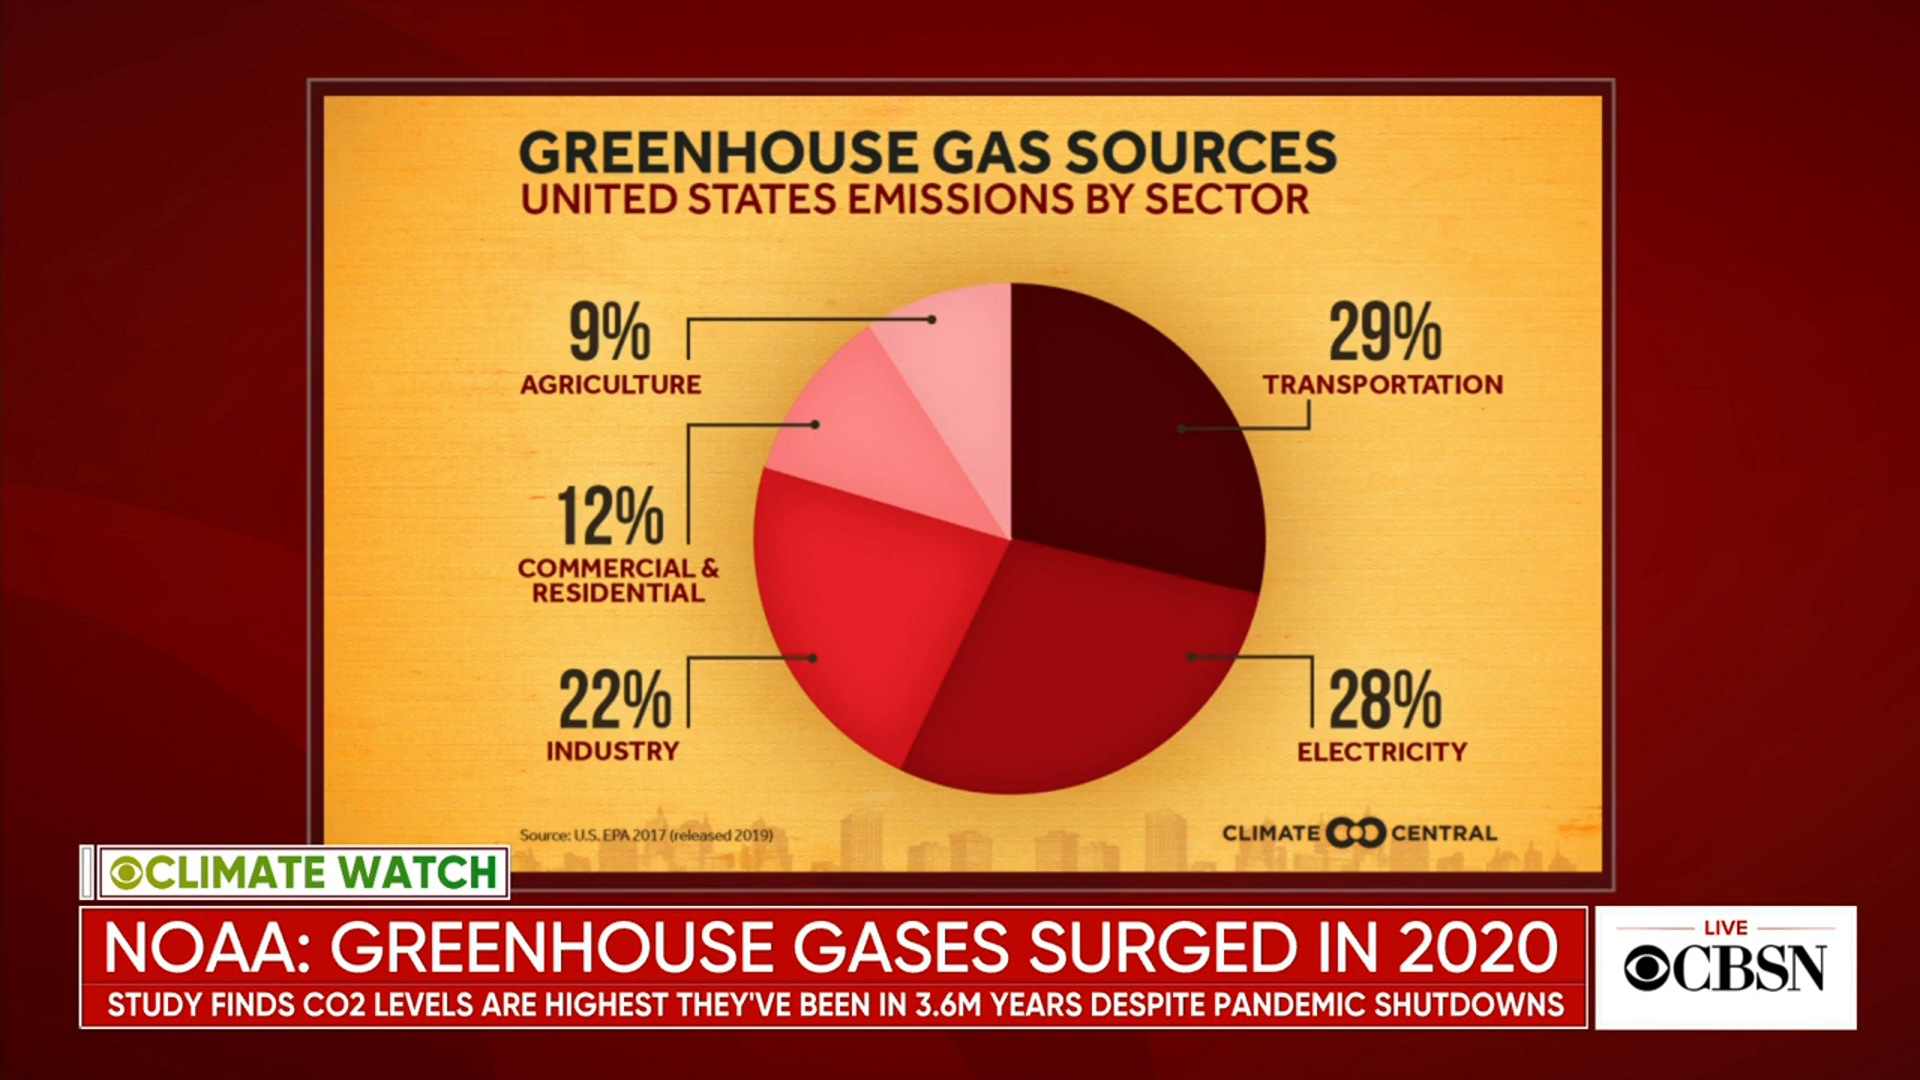 GREENHOUSE GAS SOURCES
UNITED STATES EMISSIONS BY SECTOR
9%
AGRICULTURE
29%
TRANSPORTATION
12%
COMMERCIAL &
RESIDENTIAL
22%
INDUSTRY
28%
ELECTRICITY
Source: U.S. EPA 2017 (released 2019)
CLIMATE CENTRAL
CLIMATE WATCH
NOAA: GREENHOUSE GASES SURGED IN 2020
STUDY FINDS CO2 LEVELS ARE HIGHEST THEY'VE BEEN IN 3.6M YEARS DESPITE PANDEMIC SHUTDOWNS
LIVE
CBSN